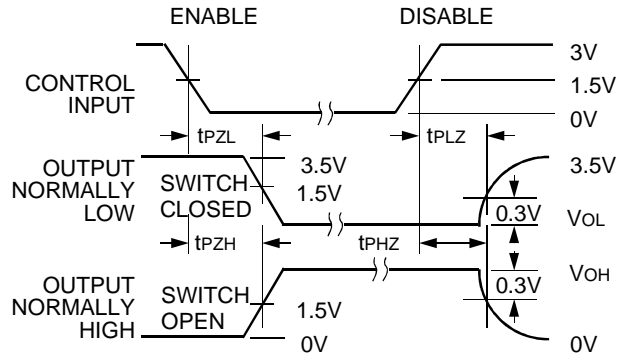 ENABLE DISABLE
3V
CONTROL
INPUT
1.5V
0V
tPZL tPLZ
OUTPUT
NORMALLY
LOW
SWITCH
CLOSED
3.5V
1.5V
3.5V
0.3V
VOL
tPZH tPHZ
OUTPUT
NORMALLY
HIGH
SWITCH
OPEN
1.5V
0V
VOH
0.3V
0V